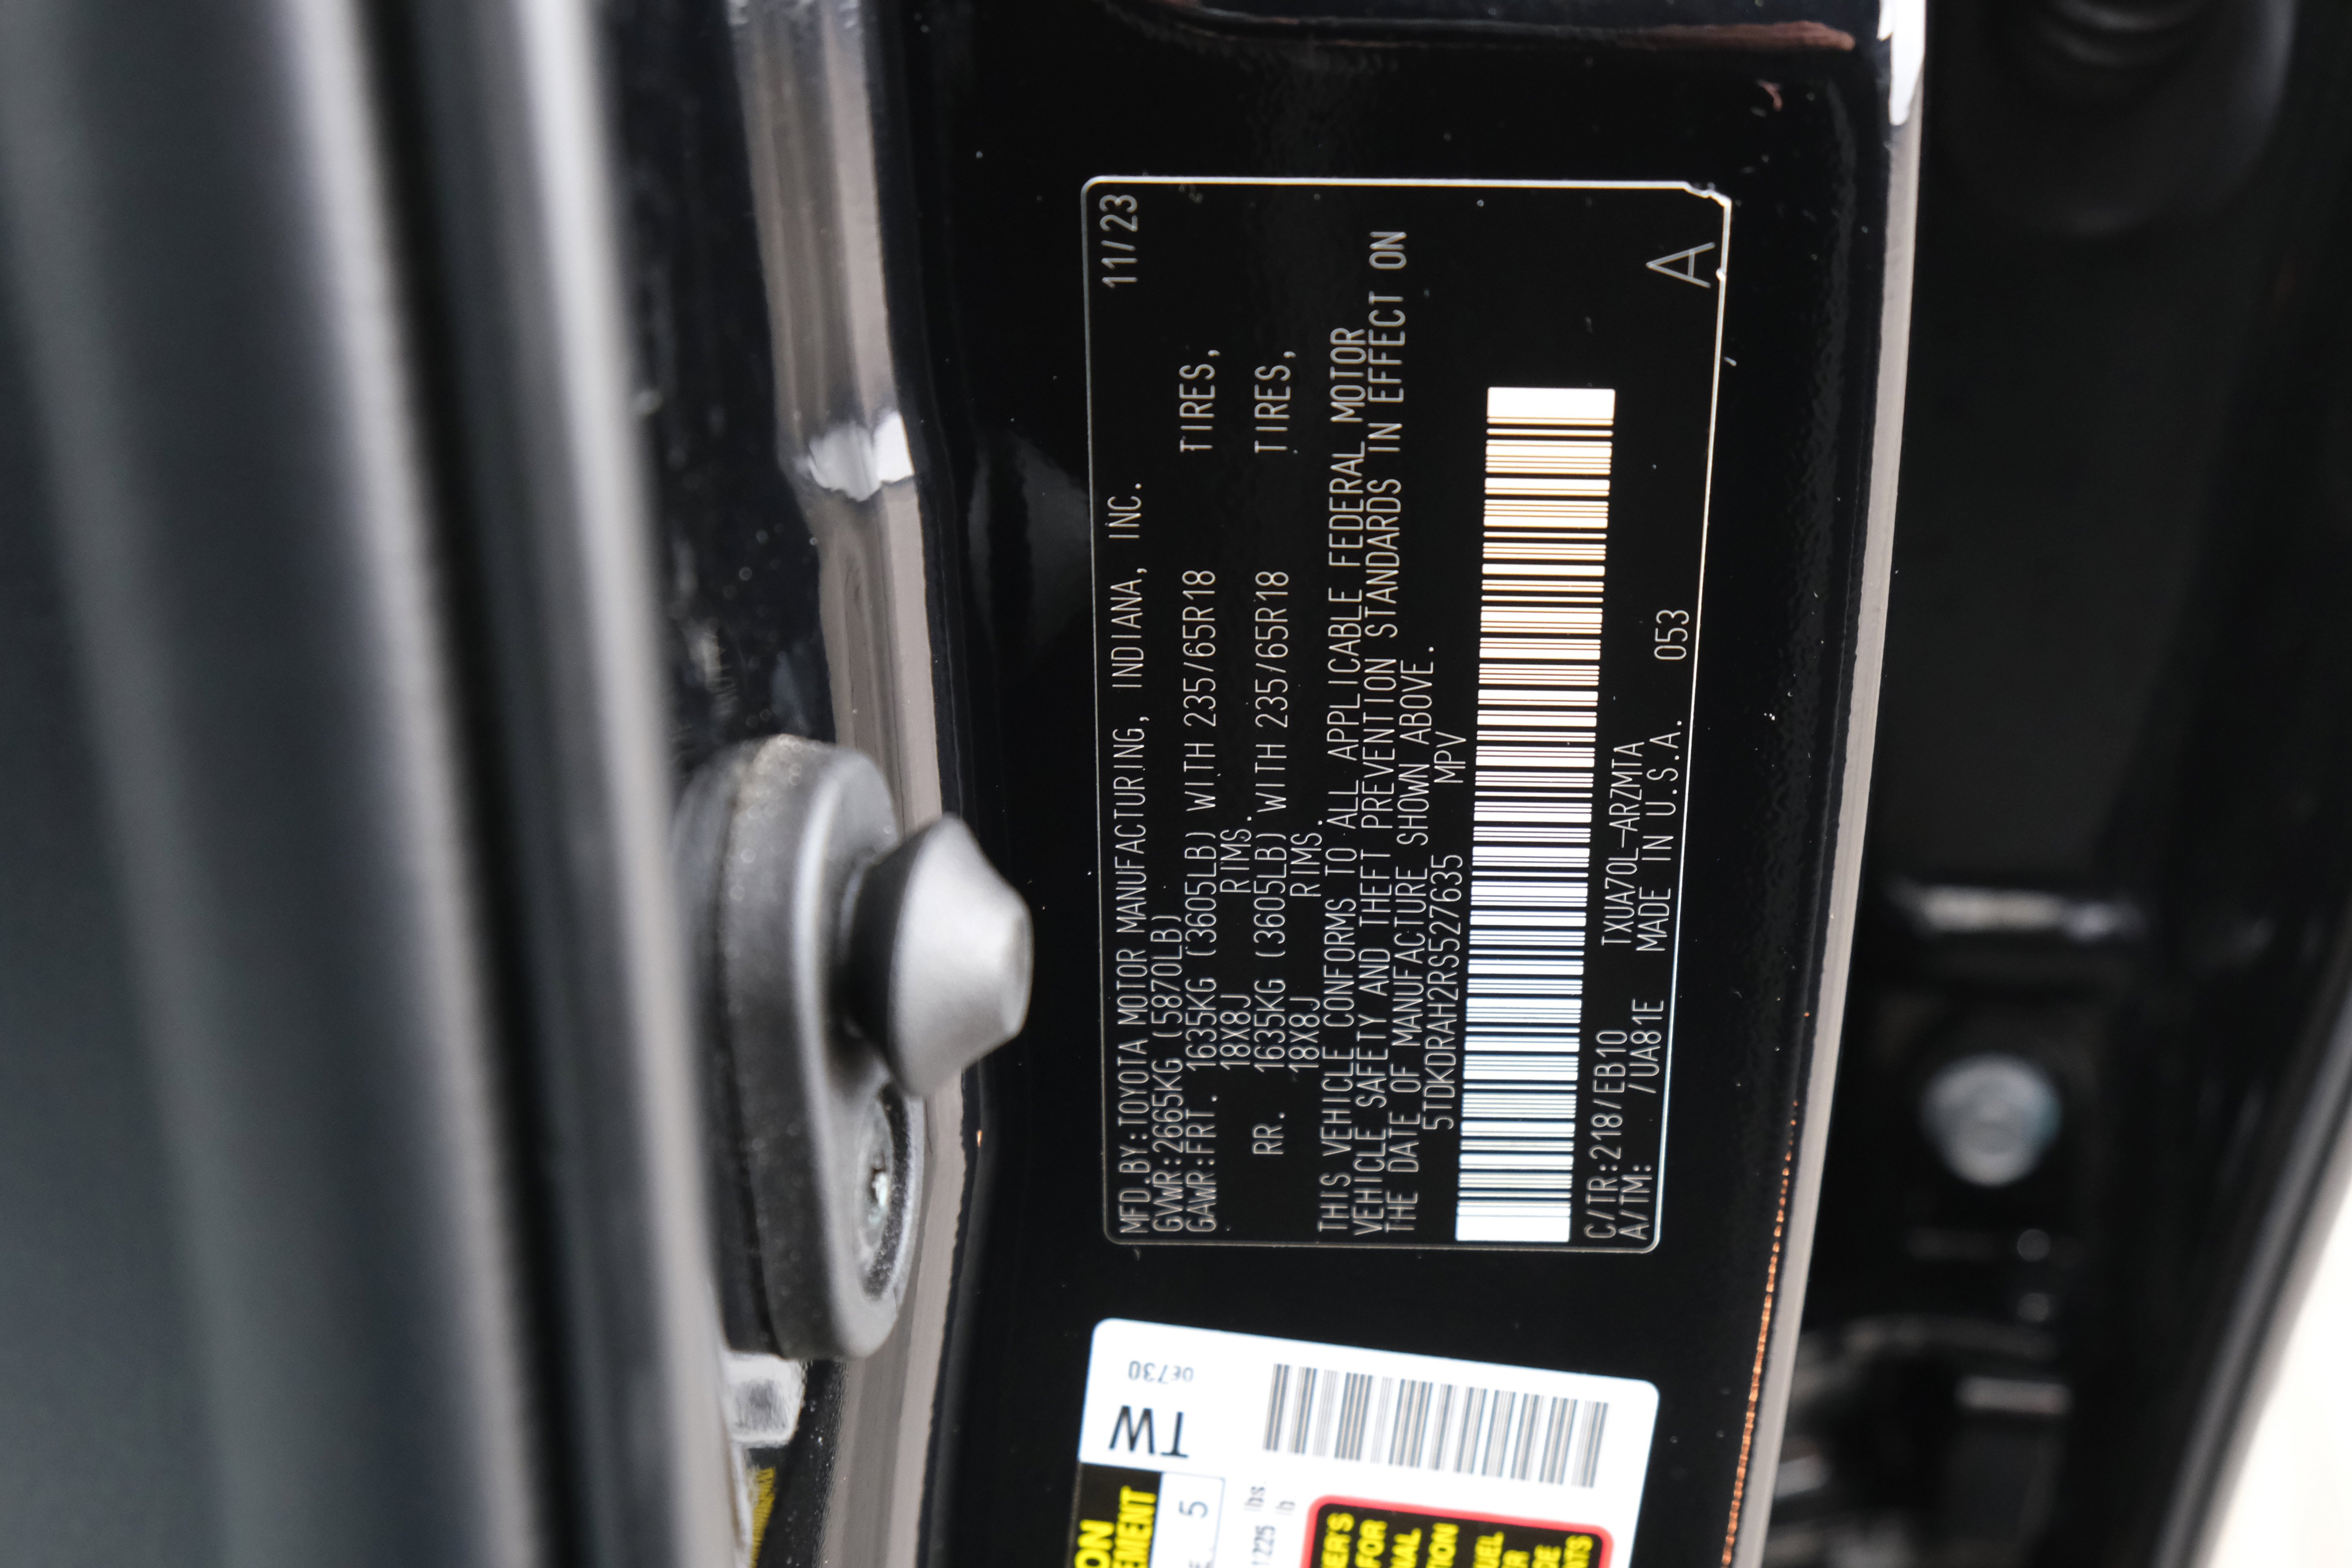 11/23
MFD.BY:TOYOTA MOTOR MANUFACTURING, INDIANA, INC.
GVWR:2665KG (5870LB)
GAWR:FRT. 1635KG (3605LB) WITH 235/65R18 TIRES,
18X8J RIMS.
RR. 1635KG (3605LB) WITH 235/65R18 TIRES,
18X8J RIMS.
THIS VEHICLE CONFORMS TO ALL APPLICABLE FEDERAL MOTOR
VEHICLE SAFETY AND THEFT PREVENTION STANDARDS IN EFFECT ON
THE DATE OF MANUFACTURE SHOWN ABOVE.
5TDKDRAH2RS527635 MPV
C/TR:218/EB10 TXUA70L-ARZMTA
A/TM: /UA81E MADE IN U.S.A. 053
A
TW 0E730
5
1225 lbs
lb